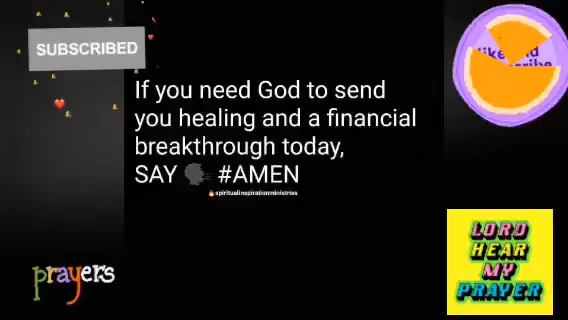 SUBSCRIBED
If you need God to send
you healing and a financial
breakthrough today,
SAY 🗣 #AMEN
🔥spiritualinspirationministries
prayers
LORD
HEAR
MY
PRAYER